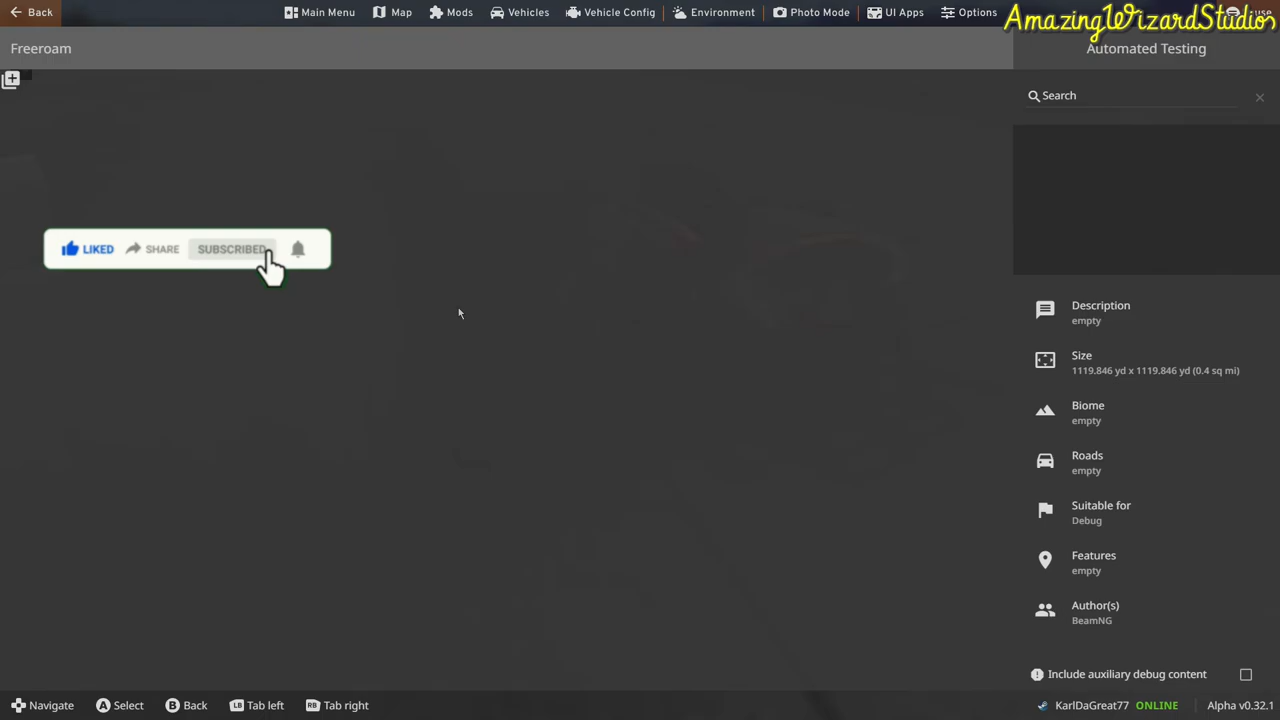 Back
Main Menu
Map
Mods
Vehicles
Vehicle Config
Environment
Photo Mode
UI Apps
Options
AmazingWizardStudios
Freeroam
Automated Testing
Search
LIKED
SHARE
SUBSCRIBED
Description
empty
Size
1119.846 yd x 1119.846 yd (0.4 sq mi)
Biome
empty
Roads
empty
Suitable for
Debug
Features
empty
Author(s)
BeamNG
Include auxiliary debug content
Navigate
A Select
B Back
LB Tab left
RB Tab right
KarlDaGreat77 ONLINE
Alpha v0.32.1